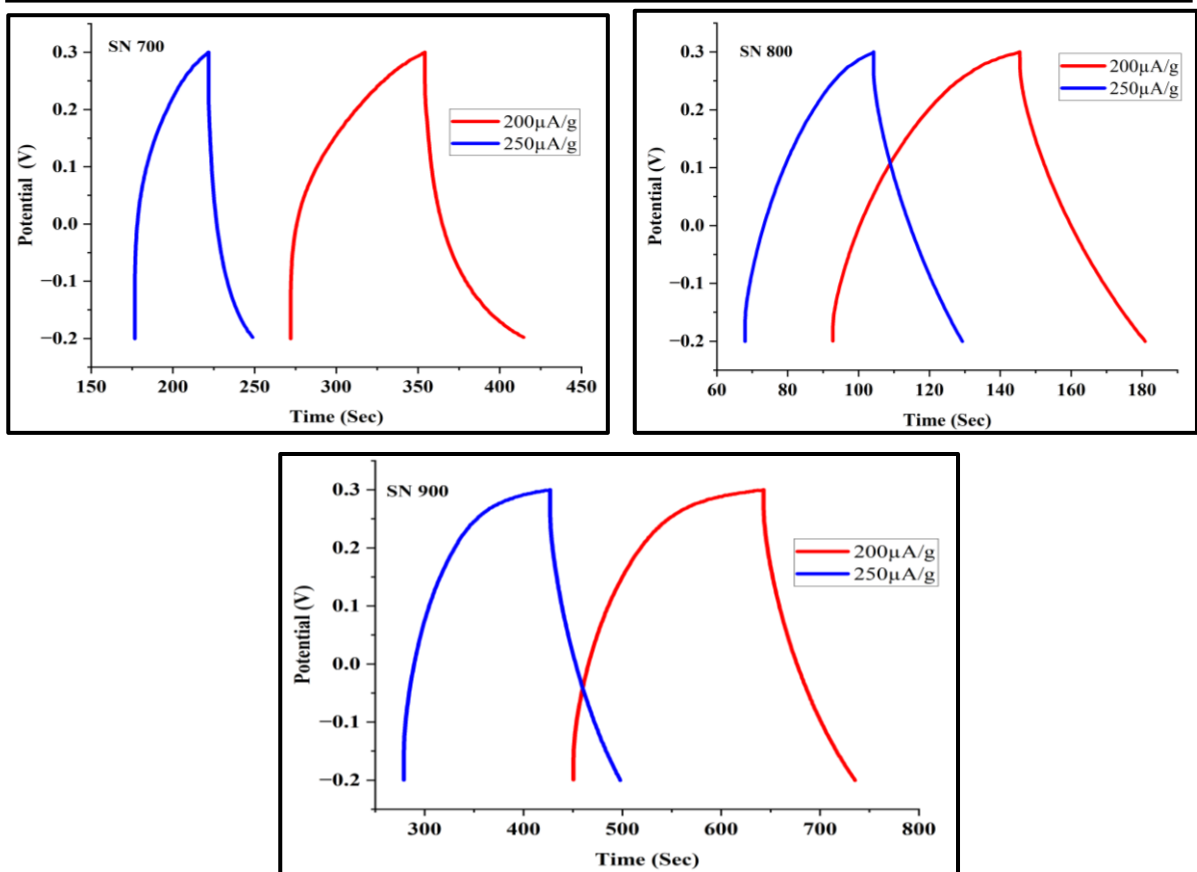 SN 700
200µA/g
250µA/g
Potential (V)
0.3
0.2
0.1
0.0
−0.1
−0.2
150 200 250 300 350 400 450
Time (Sec)
SN 800
200µA/g
250µA/g
Potential (V)
0.3
0.2
0.1
0.0
−0.1
−0.2
60 80 100 120 140 160 180
Time (Sec)
SN 900
200µA/g
250µA/g
Potential (V)
0.3
0.2
0.1
0.0
−0.1
−0.2
300 400 500 600 700 800
Time (Sec)